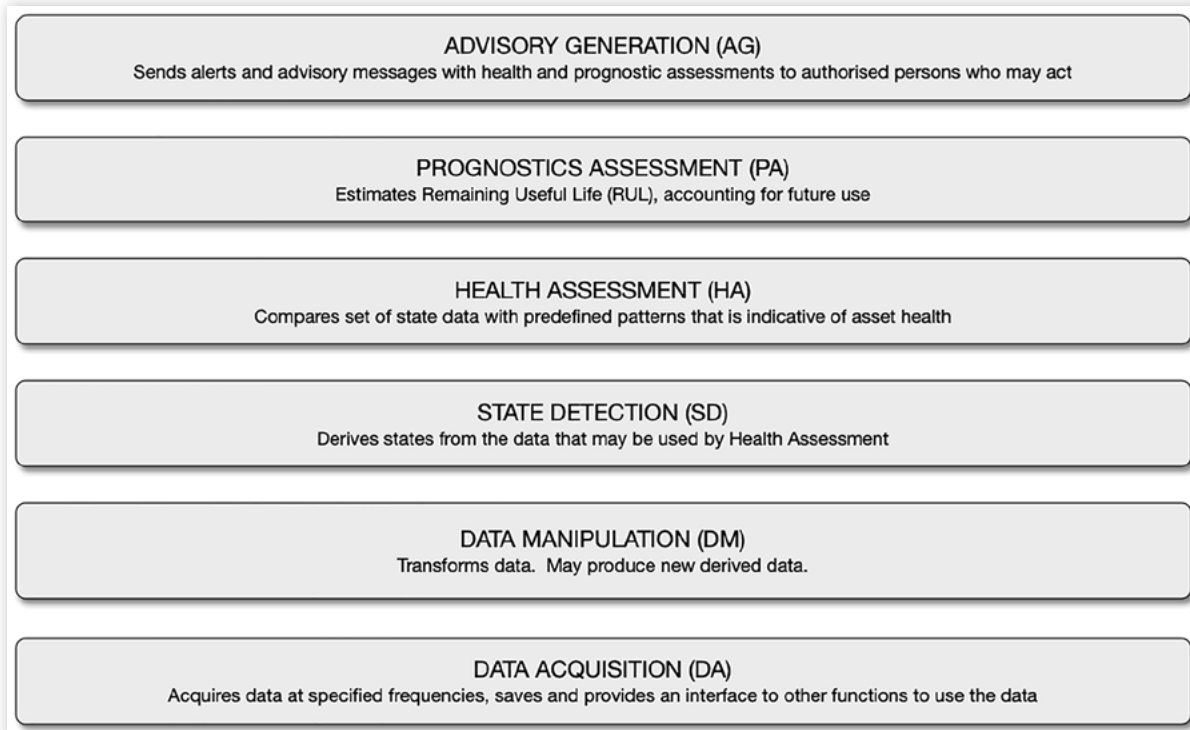 ADVISORY GENERATION (AG)
Sends alerts and advisory messages with health and prognostic assessments to authorised persons who may act
PROGNOSTICS ASSESSMENT (PA)
Estimates Remaining Useful Life (RUL), accounting for future use
HEALTH ASSESSMENT (HA)
Compares set of state data with predefined patterns that is indicative of asset health
STATE DETECTION (SD)
Derives states from the data that may be used by Health Assessment
DATA MANIPULATION (DM)
Transforms data.  May produce new derived data.
DATA ACQUISITION (DA)
Acquires data at specified frequencies, saves and provides an interface to other functions to use the data